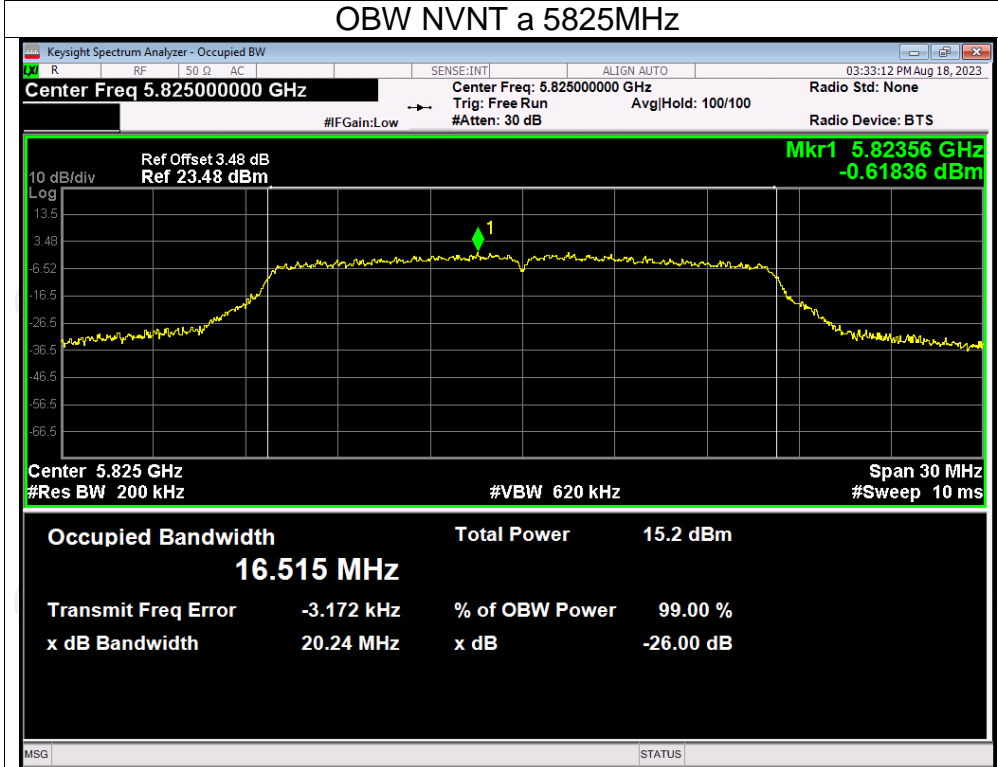 OBW NVNT a 5825MHz
Keysight Spectrum Analyzer - Occupied BW
LXI R RF 50 Ω AC SENSE:INT ALIGN AUTO 03:33:12 PM Aug 18, 2023
Center Freq 5.825000000 GHz Center Freq: 5.825000000 GHz Radio Std: None
Trig: Free Run Avg|Hold: 100/100
#IFGain:Low #Atten: 30 dB Radio Device: BTS
Mkr1 5.82356 GHz
Ref Offset 3.48 dB
10 dB/div Ref 23.48 dBm -0.61836 dBm
Log
13.5
1
3.48
-6.52
-16.5
-26.5
-36.5
-46.5
-56.5
-66.5
Center 5.825 GHz Span 30 MHz
#Res BW 200 kHz #VBW 620 kHz #Sweep 10 ms
Occupied Bandwidth Total Power 15.2 dBm
16.515 MHz
Transmit Freq Error -3.172 kHz % of OBW Power 99.00 %
x dB Bandwidth 20.24 MHz x dB -26.00 dB
MSG STATUS